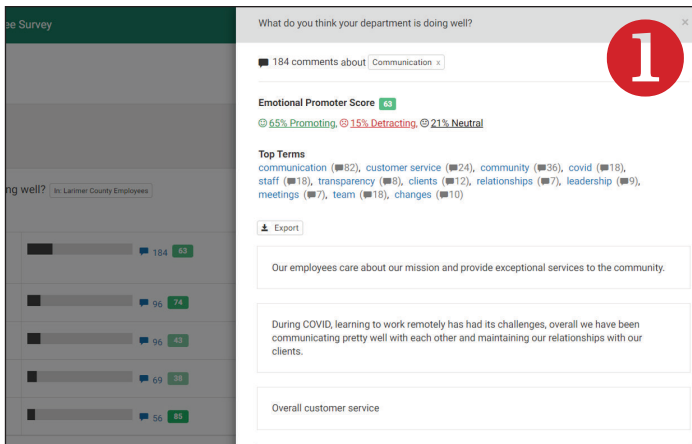 ee Survey
What do you think your department is doing well?
x
1
184 comments about Communication x
Emotional Promoter Score 63
65% Promoting, 15% Detracting, 21% Neutral
Top Terms
communication (82), customer service (24), community (36), covid (18),
staff (18), transparency (8), clients (12), relationships (7), leadership (9),
meetings (7), team (18), changes (10)
Export
Our employees care about our mission and provide exceptional services to the community.
During COVID, learning to work remotely has had its challenges, overall we have been
communicating pretty well with each other and maintaining our relationships with our
clients.
Overall customer service
ng well? In: Larimer County Employees
184 63
96 74
96 43
69 38
56 85